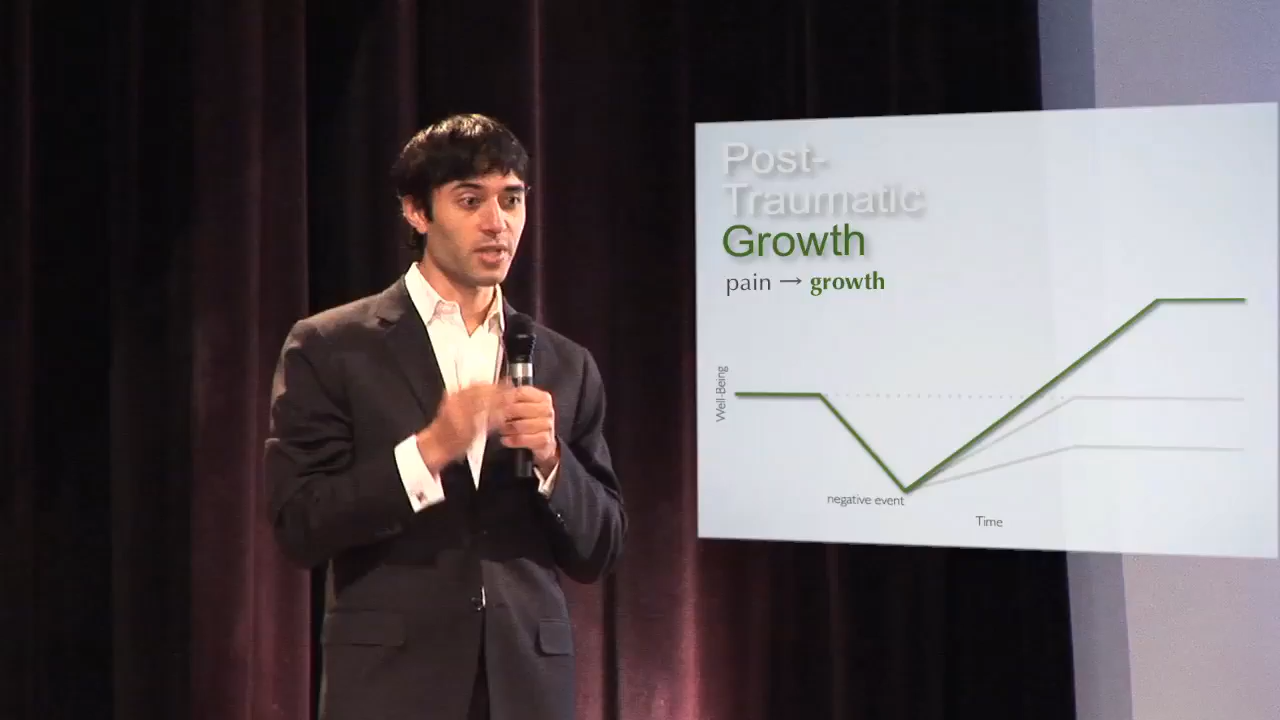 Post-
Traumatic
Growth
pain → growth
Well-Being
negative event
Time